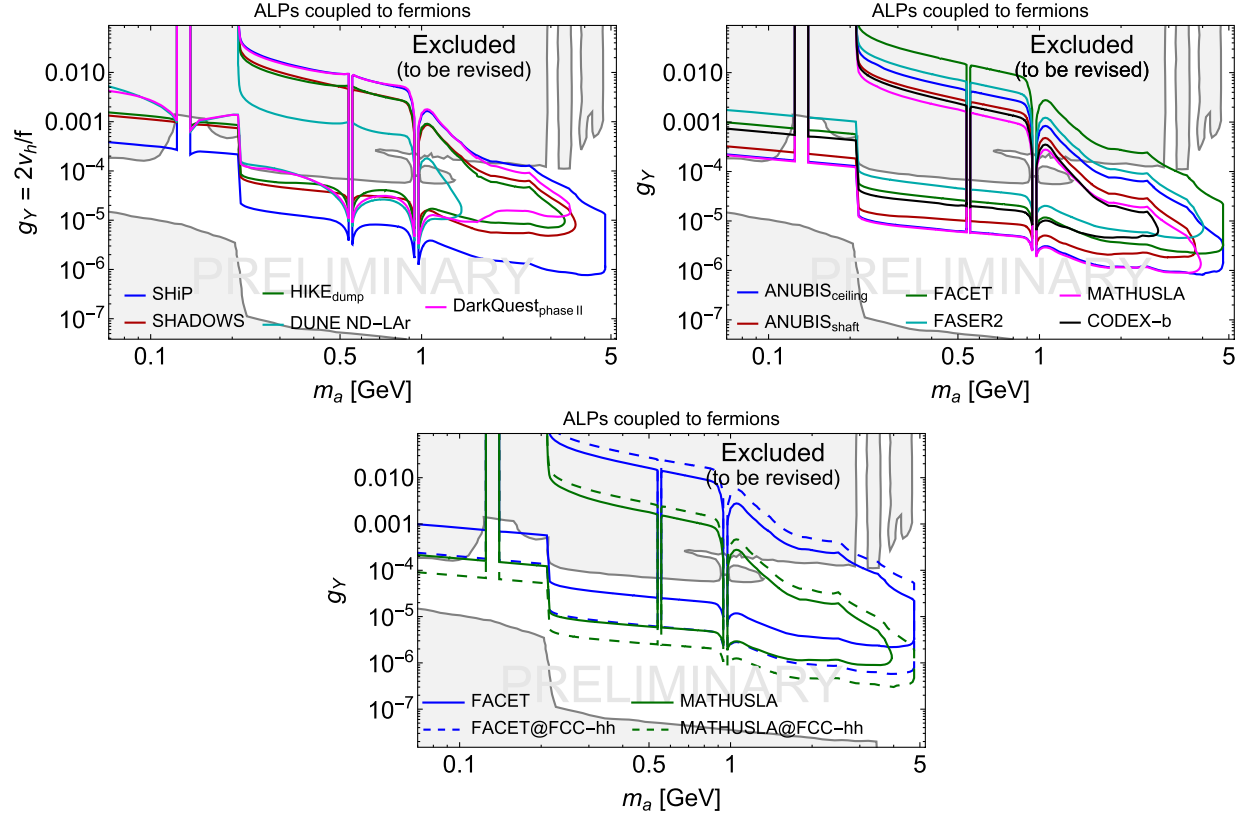 ALPs coupled to fermions
Excluded
(to be revised)
g_Y = 2v_h/f
0.010
0.001
10^-4
10^-5
10^-6
10^-7
PRELIMINARY
SHiP
SHADOWS
HIKE_dump
DUNE ND-LAr
DarkQuest_phase II
0.1
0.5
1
5
m_a [GeV]
ALPs coupled to fermions
Excluded
(to be revised)
g_Y
0.010
0.001
10^-4
10^-5
10^-6
10^-7
PRELIMINARY
ANUBIS_ceiling
ANUBIS_shaft
FACET
FASER2
MATHUSLA
CODEX-b
0.1
0.5
1
5
m_a [GeV]
ALPs coupled to fermions
Excluded
(to be revised)
g_Y
0.010
0.001
10^-4
10^-5
10^-6
10^-7
PRELIMINARY
FACET
FACET@FCC-hh
MATHUSLA
MATHUSLA@FCC-hh
0.1
0.5
1
5
m_a [GeV]